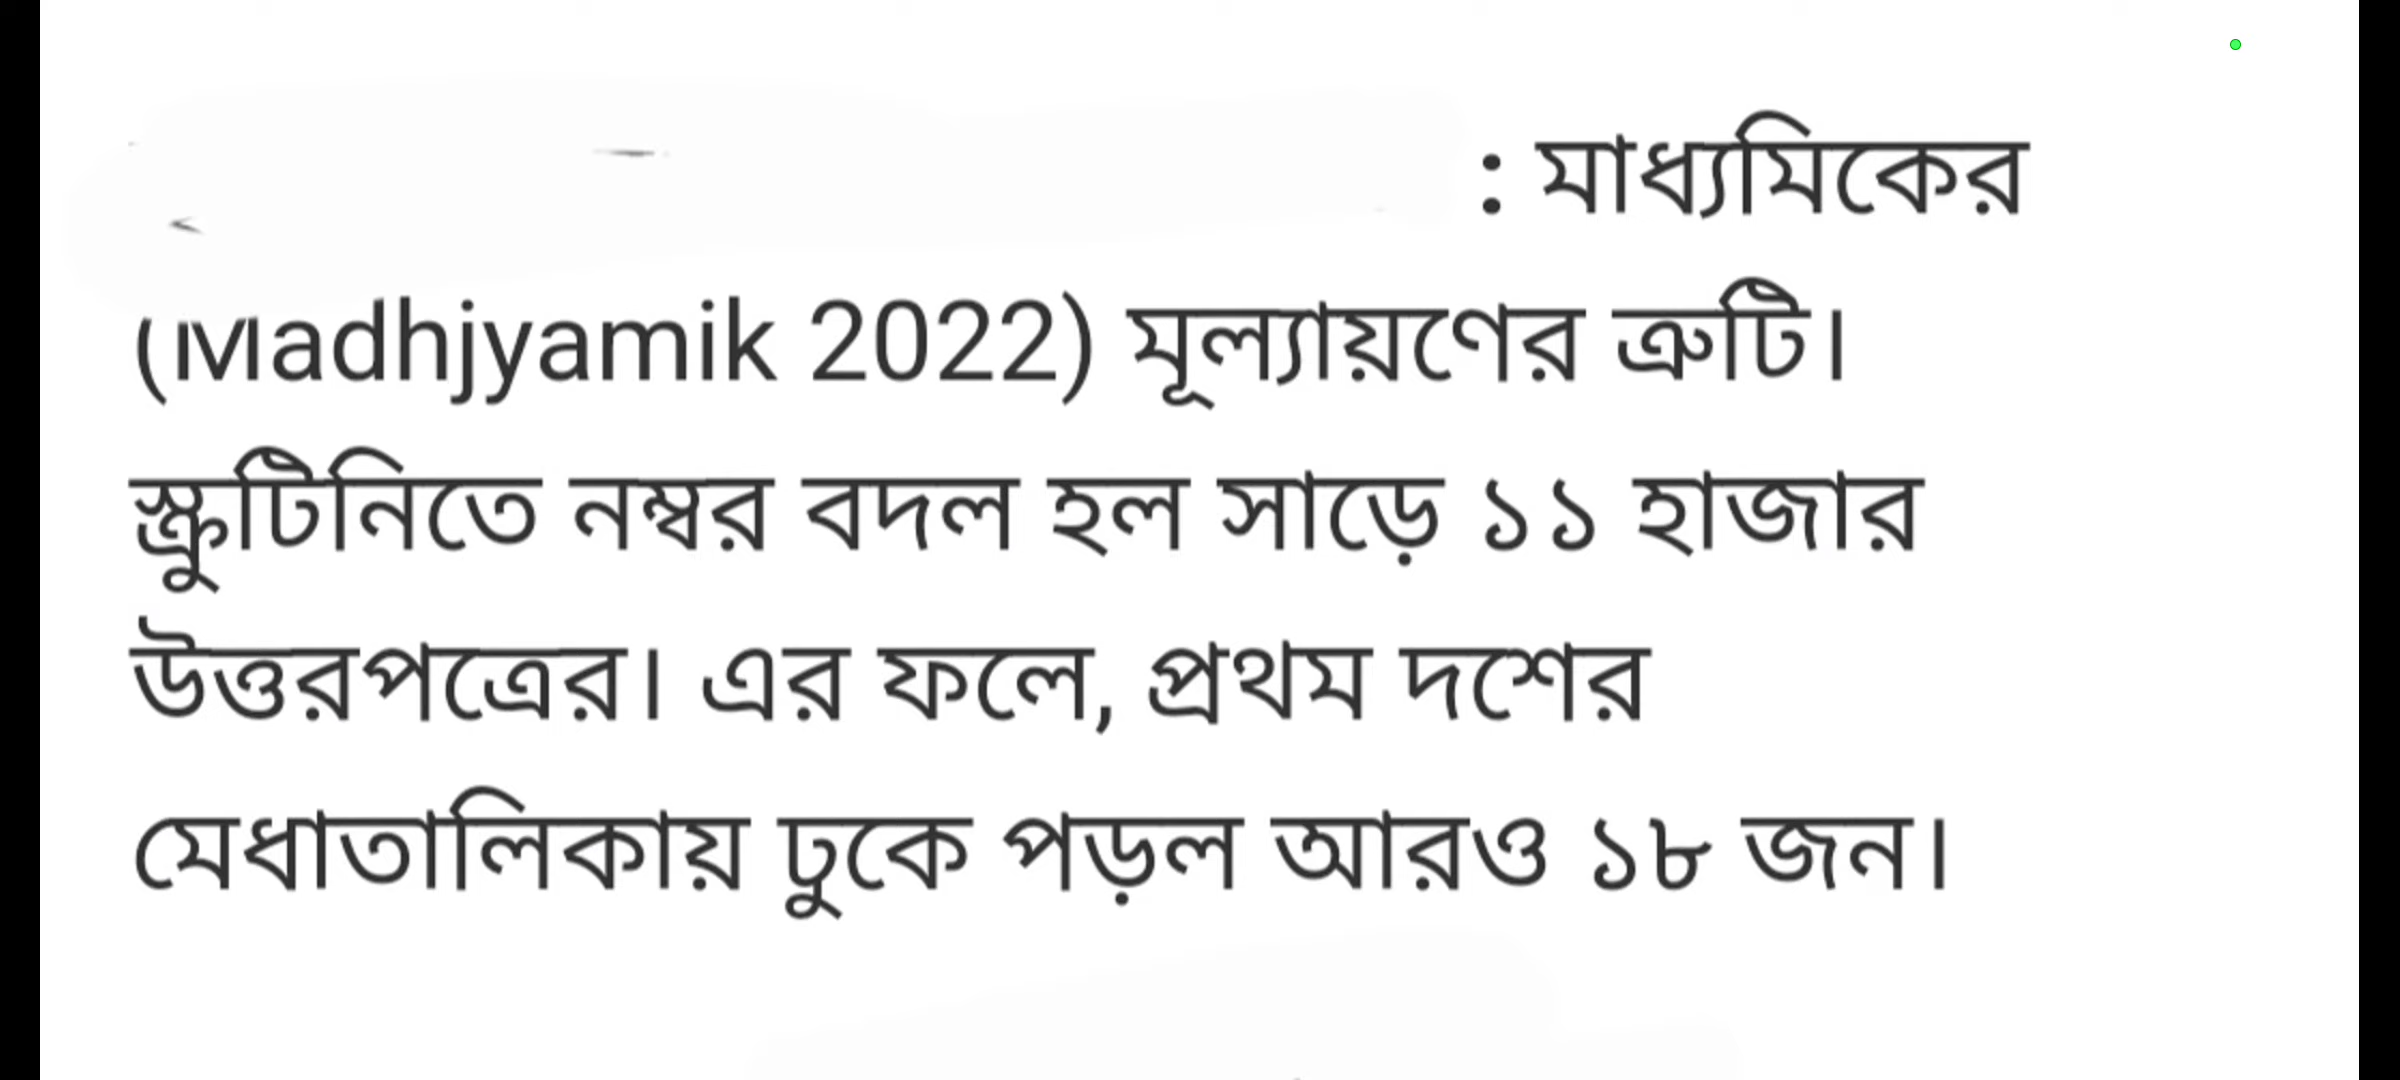 : মাধ্যমিকের
(Madhjyamik 2022) মূল্যায়ণের ত্রুটি।
স্ক্রুটিনিতে নম্বর বদল হল সাড়ে ১১ হাজার
উত্তরপত্রের। এর ফলে, প্রথম দশের
মেধাতালিকায় ঢুকে পড়ল আরও ১৮ জন।